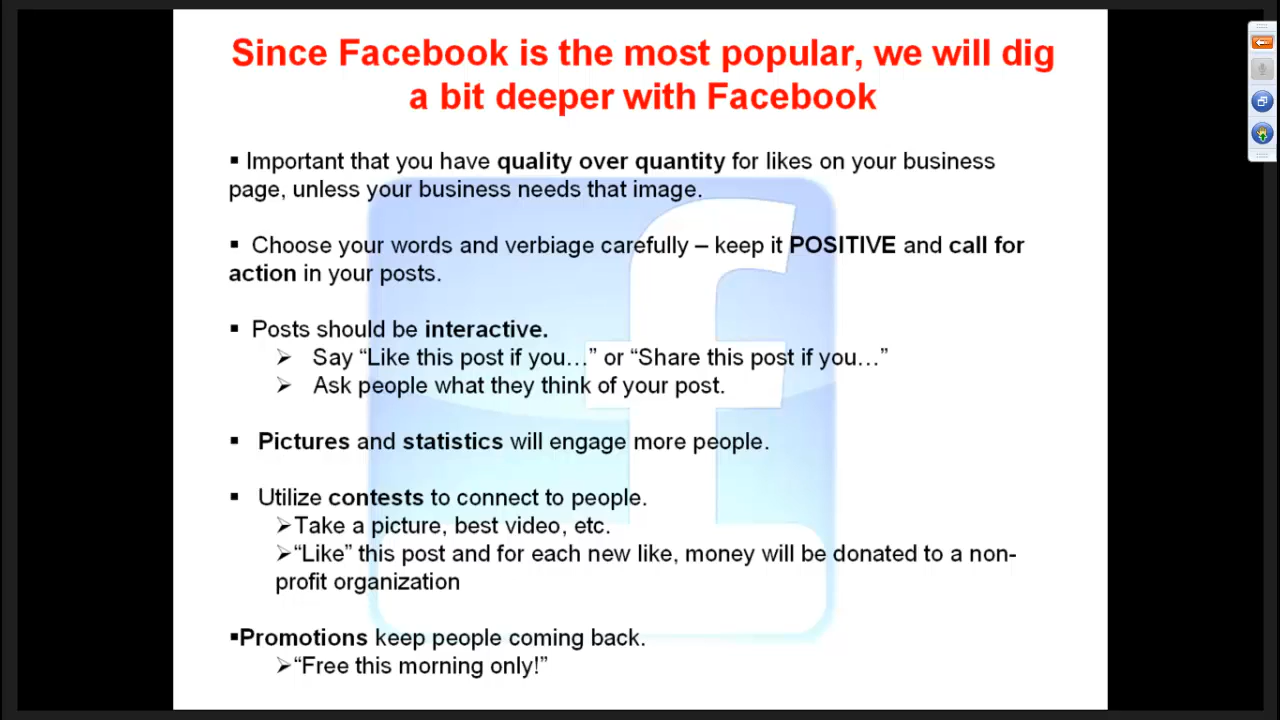 Since Facebook is the most popular, we will dig
a bit deeper with Facebook
▪ Important that you have quality over quantity for likes on your business
page, unless your business needs that image.
▪ Choose your words and verbiage carefully – keep it POSITIVE and call for
action in your posts.
▪ Posts should be interactive.
➢ Say “Like this post if you…” or “Share this post if you…”
➢ Ask people what they think of your post.
▪ Pictures and statistics will engage more people.
▪ Utilize contests to connect to people.
➢Take a picture, best video, etc.
➢“Like” this post and for each new like, money will be donated to a non-
profit organization
▪Promotions keep people coming back.
➢“Free this morning only!”